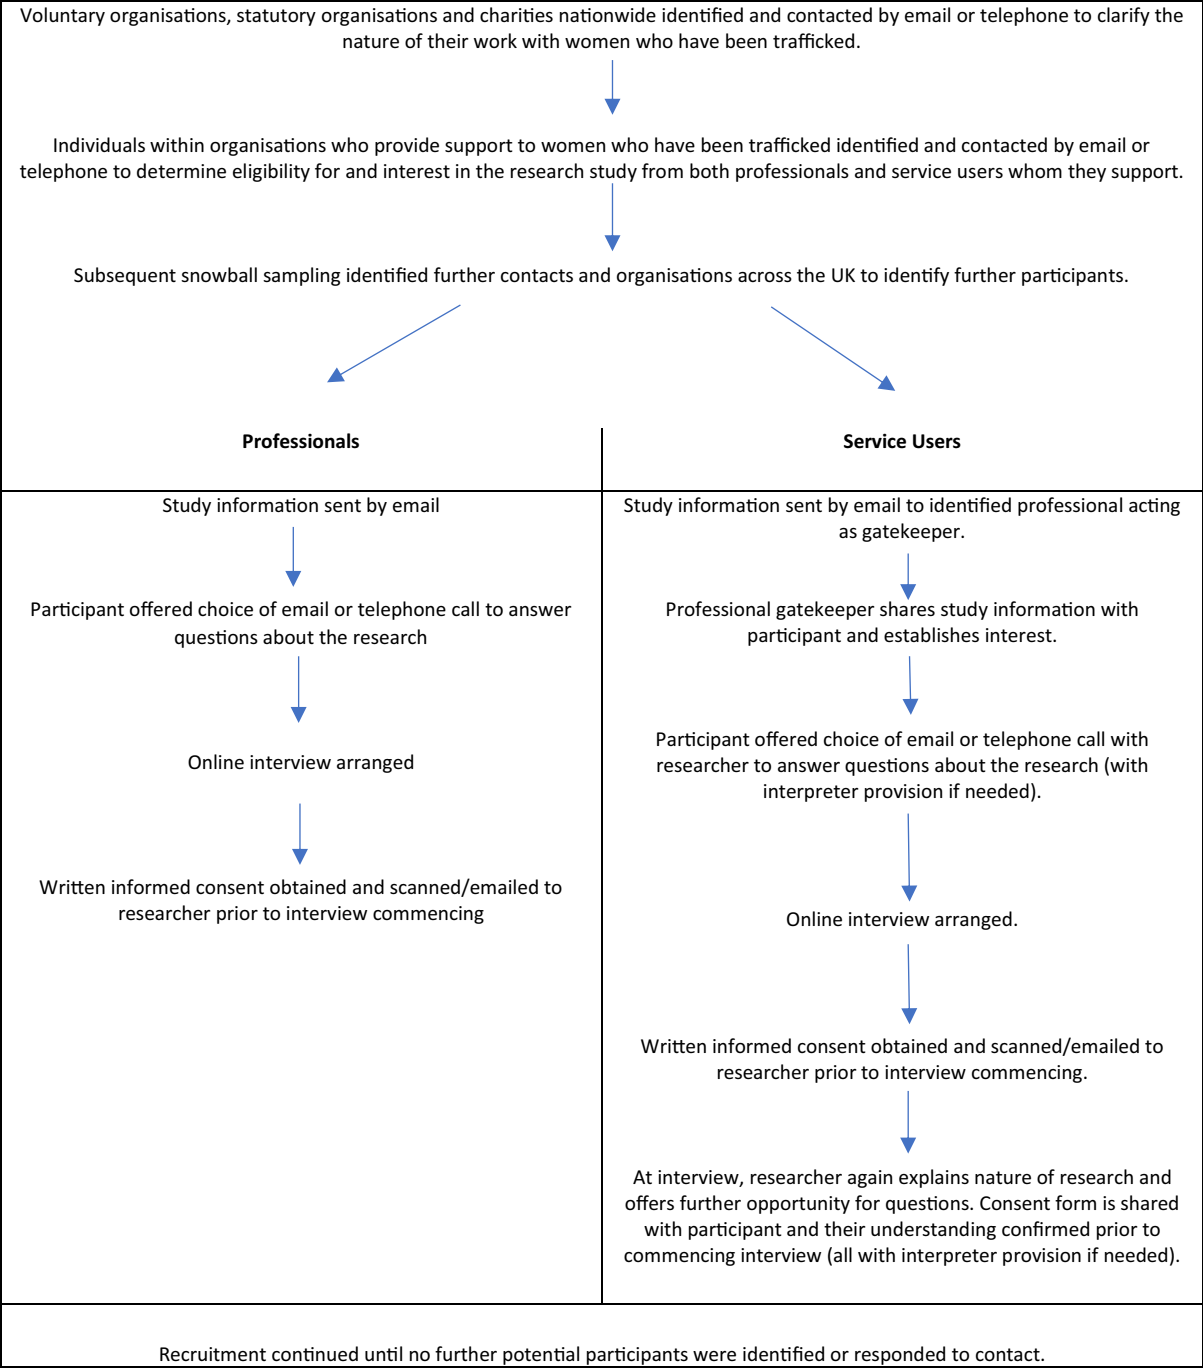 Voluntary organisations, statutory organisations and charities nationwide identified and contacted by email or telephone to clarify the
nature of their work with women who have been trafficked.
Individuals within organisations who provide support to women who have been trafficked identified and contacted by email or
telephone to determine eligibility for and interest in the research study from both professionals and service users whom they support.
Subsequent snowball sampling identified further contacts and organisations across the UK to identify further participants.
Professionals
Study information sent by email
Participant offered choice of email or telephone call to answer
questions about the research
Online interview arranged
Written informed consent obtained and scanned/emailed to
researcher prior to interview commencing
Service Users
Study information sent by email to identified professional acting
as gatekeeper.
Professional gatekeeper shares study information with
participant and establishes interest.
Participant offered choice of email or telephone call with
researcher to answer questions about the research (with
interpreter provision if needed).
Online interview arranged.
Written informed consent obtained and scanned/emailed to
researcher prior to interview commencing.
At interview, researcher again explains nature of research and
offers further opportunity for questions. Consent form is shared
with participant and their understanding confirmed prior to
commencing interview (all with interpreter provision if needed).
Recruitment continued until no further potential participants were identified or responded to contact.